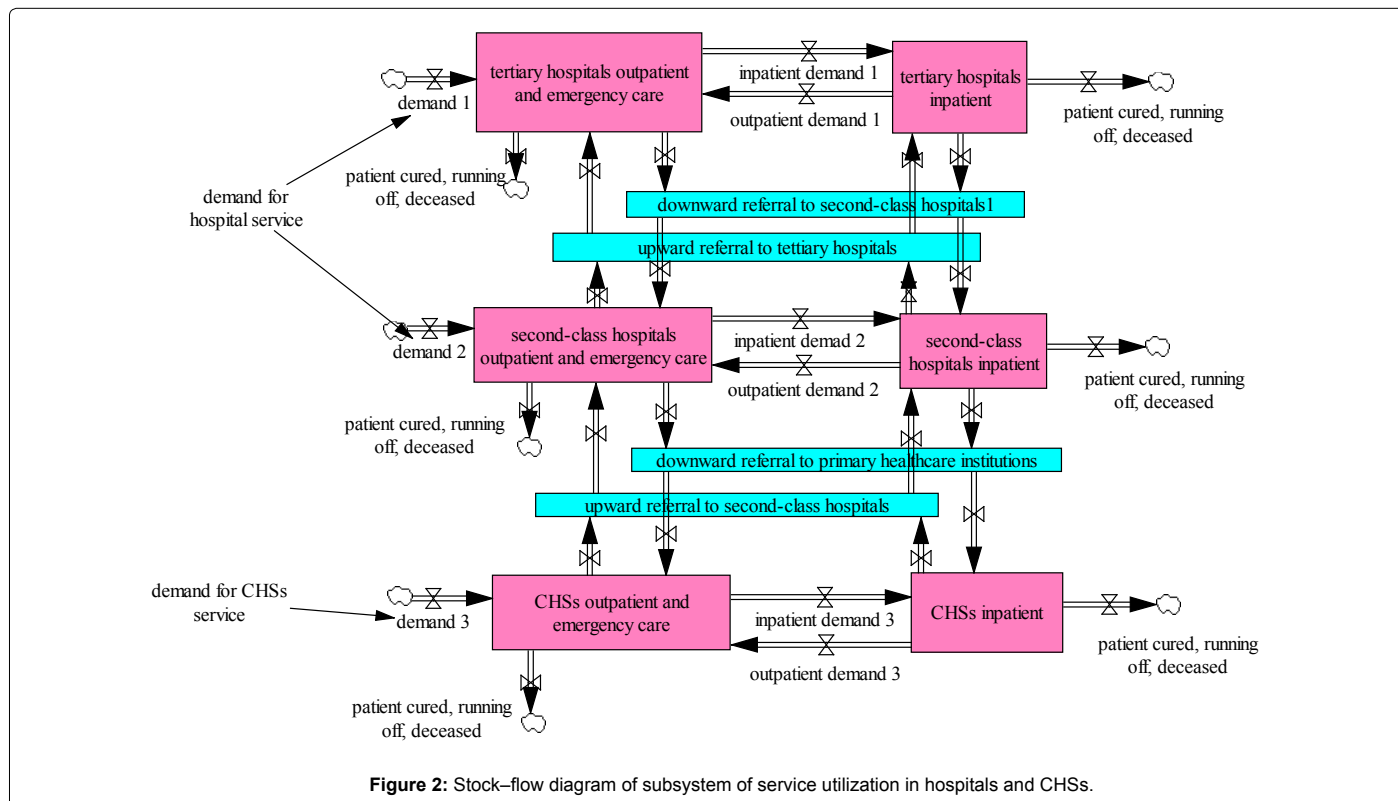 tertiary hospitals outpatient
and emergency care
inpatient demand 1
tertiary hospitals
inpatient
demand 1
outpatient demand 1
patient cured, running
off, deceased
patient cured, running
off, deceased
demand for
hospital service
downward referral to second-class hospitals1
upward referral to tettiary hospitals
second-class hospitals
outpatient and emergency care
inpatient demad 2
second-class
hospitals inpatient
demand 2
outpatient demand 2
patient cured, running
off, deceased
patient cured, running
off, deceased
downward referral to primary healthcare institutions
upward referral to second-class hospitals
demand for CHSs
service
CHSs outpatient and
emergency care
inpatient demand 3
CHSs inpatient
demand 3
outpatient demand 3
patient cured, running
off, deceased
patient cured, running
off, deceased
Figure 2: Stock–flow diagram of subsystem of service utilization in hospitals and CHSs.